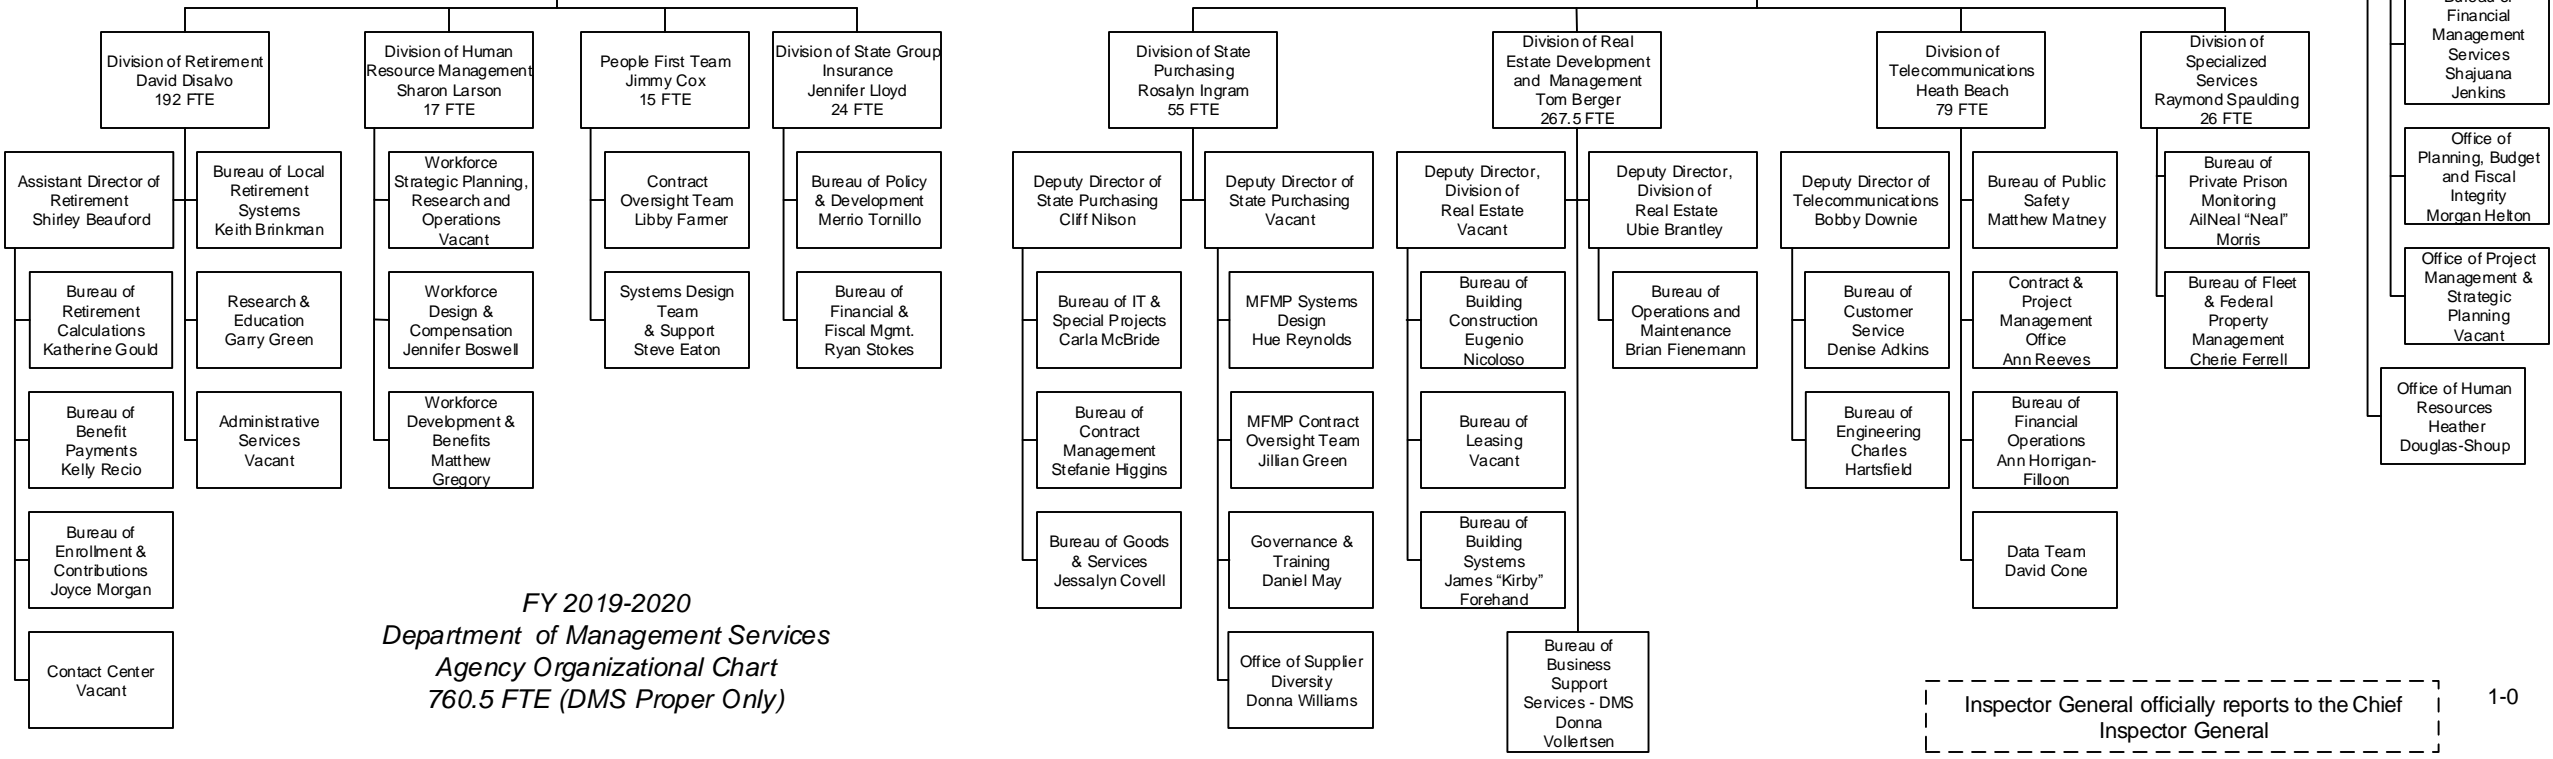 Division of Retirement
David Disalvo
192 FTE
Division of Human
Resource Management
Sharon Larson
17 FTE
People First Team
Jimmy Cox
15 FTE
Division of State Group
Insurance
Jennifer Lloyd
24 FTE
Assistant Director of
Retirement
Shirley Beauford
Bureau of Local
Retirement
Systems
Keith Brinkman
Workforce
Strategic Planning,
Research and
Operations
Vacant
Contract
Oversight Team
Libby Farmer
Bureau of Policy
& Development
Merrio Tornillo
Bureau of
Retirement
Calculations
Katherine Gould
Research &
Education
Garry Green
Workforce
Design &
Compensation
Jennifer Boswell
Systems Design
Team
& Support
Steve Eaton
Bureau of
Financial &
Fiscal Mgmt.
Ryan Stokes
Bureau of
Benefit
Payments
Kelly Recio
Administrative
Services
Vacant
Workforce
Development &
Benefits
Matthew
Gregory
Bureau of
Enrollment &
Contributions
Joyce Morgan
Contact Center
Vacant
FY 2019-2020
Department of Management Services
Agency Organizational Chart
760.5 FTE (DMS Proper Only)
Division of State
Purchasing
Rosalyn Ingram
55 FTE
Division of Real
Estate Development
and Management
Tom Berger
267.5 FTE
Division of
Telecommunications
Heath Beach
79 FTE
Division of
Specialized
Services
Raymond Spaulding
26 FTE
Deputy Director of
State Purchasing
Cliff Nilson
Deputy Director of
State Purchasing
Vacant
Deputy Director,
Division of
Real Estate
Vacant
Deputy Director,
Division of
Real Estate
Ubie Brantley
Deputy Director of
Telecommunications
Bobby Downie
Bureau of Public
Safety
Matthew Matney
Bureau of
Private Prison
Monitoring
AilNeal “Neal”
Morris
Bureau of IT &
Special Projects
Carla McBride
MFMP Systems
Design
Hue Reynolds
Bureau of
Building
Construction
Eugenio
Nicoloso
Bureau of
Operations and
Maintenance
Brian Fienemann
Bureau of
Customer
Service
Denise Adkins
Contract &
Project
Management
Office
Ann Reeves
Bureau of Fleet
& Federal
Property
Management
Cherie Ferrell
Bureau of
Contract
Management
Stefanie Higgins
MFMP Contract
Oversight Team
Jillian Green
Bureau of
Leasing
Vacant
Bureau of
Engineering
Charles
Hartsfield
Bureau of
Financial
Operations
Ann Horrigan-
Filloon
Bureau of Goods
& Services
Jessalyn Covell
Governance &
Training
Daniel May
Bureau of
Building
Systems
James “Kirby”
Forehand
Data Team
David Cone
Office of Supplier
Diversity
Donna Williams
Bureau of
Business
Support
Services - DMS
Donna
Vollertsen
Financial
Management
Services
Shajuana
Jenkins
Office of
Planning, Budget
and Fiscal
Integrity
Morgan Helton
Office of Project
Management &
Strategic
Planning
Vacant
Office of Human
Resources
Heather
Douglas-Shoup
Inspector General officially reports to the Chief
Inspector General
1-0